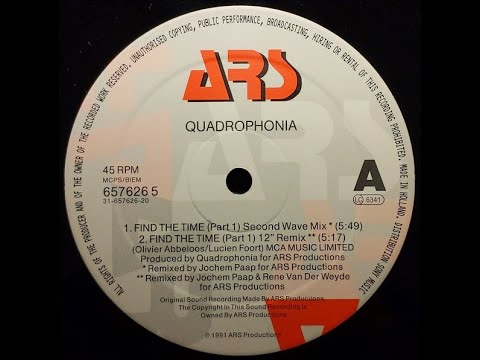 ALL RIGHTS OF THE PRODUCER AND OF THE OWNER OF THE RECORDED WORK RESERVED. UNAUTHORISED COPYING, PUBLIC PERFORMANCE, BROADCASTING, HIRING OR RENTAL OF THIS RECORDING PROHIBITED. MADE IN HOLLAND. DISTRIBUTION SONY MUSIC
ARS
QUADROPHONIA
45 RPM
MCPS/BIEM
657626 5
31-657626-20
A
LC 6341
1. FIND THE TIME (Part 1) Second Wave Mix * (5:49)
2. FIND THE TIME (Part 1) 12" Remix ** (5:17)
(Olivier Abbeloos/Lucien Foort) MCA MUSIC LIMITED
Produced by Quadrophonia for ARS Productions
* Remixed by Jochem Paap for ARS Productions
** Remixed by Jochem Paap & Rene Van Der Weyde
for ARS Productions
Original Sound Recording Made By ARS Productions,
The Copyright in This Sound Recording is
Owned By ARS Productions
℗ 1991 ARS Productions